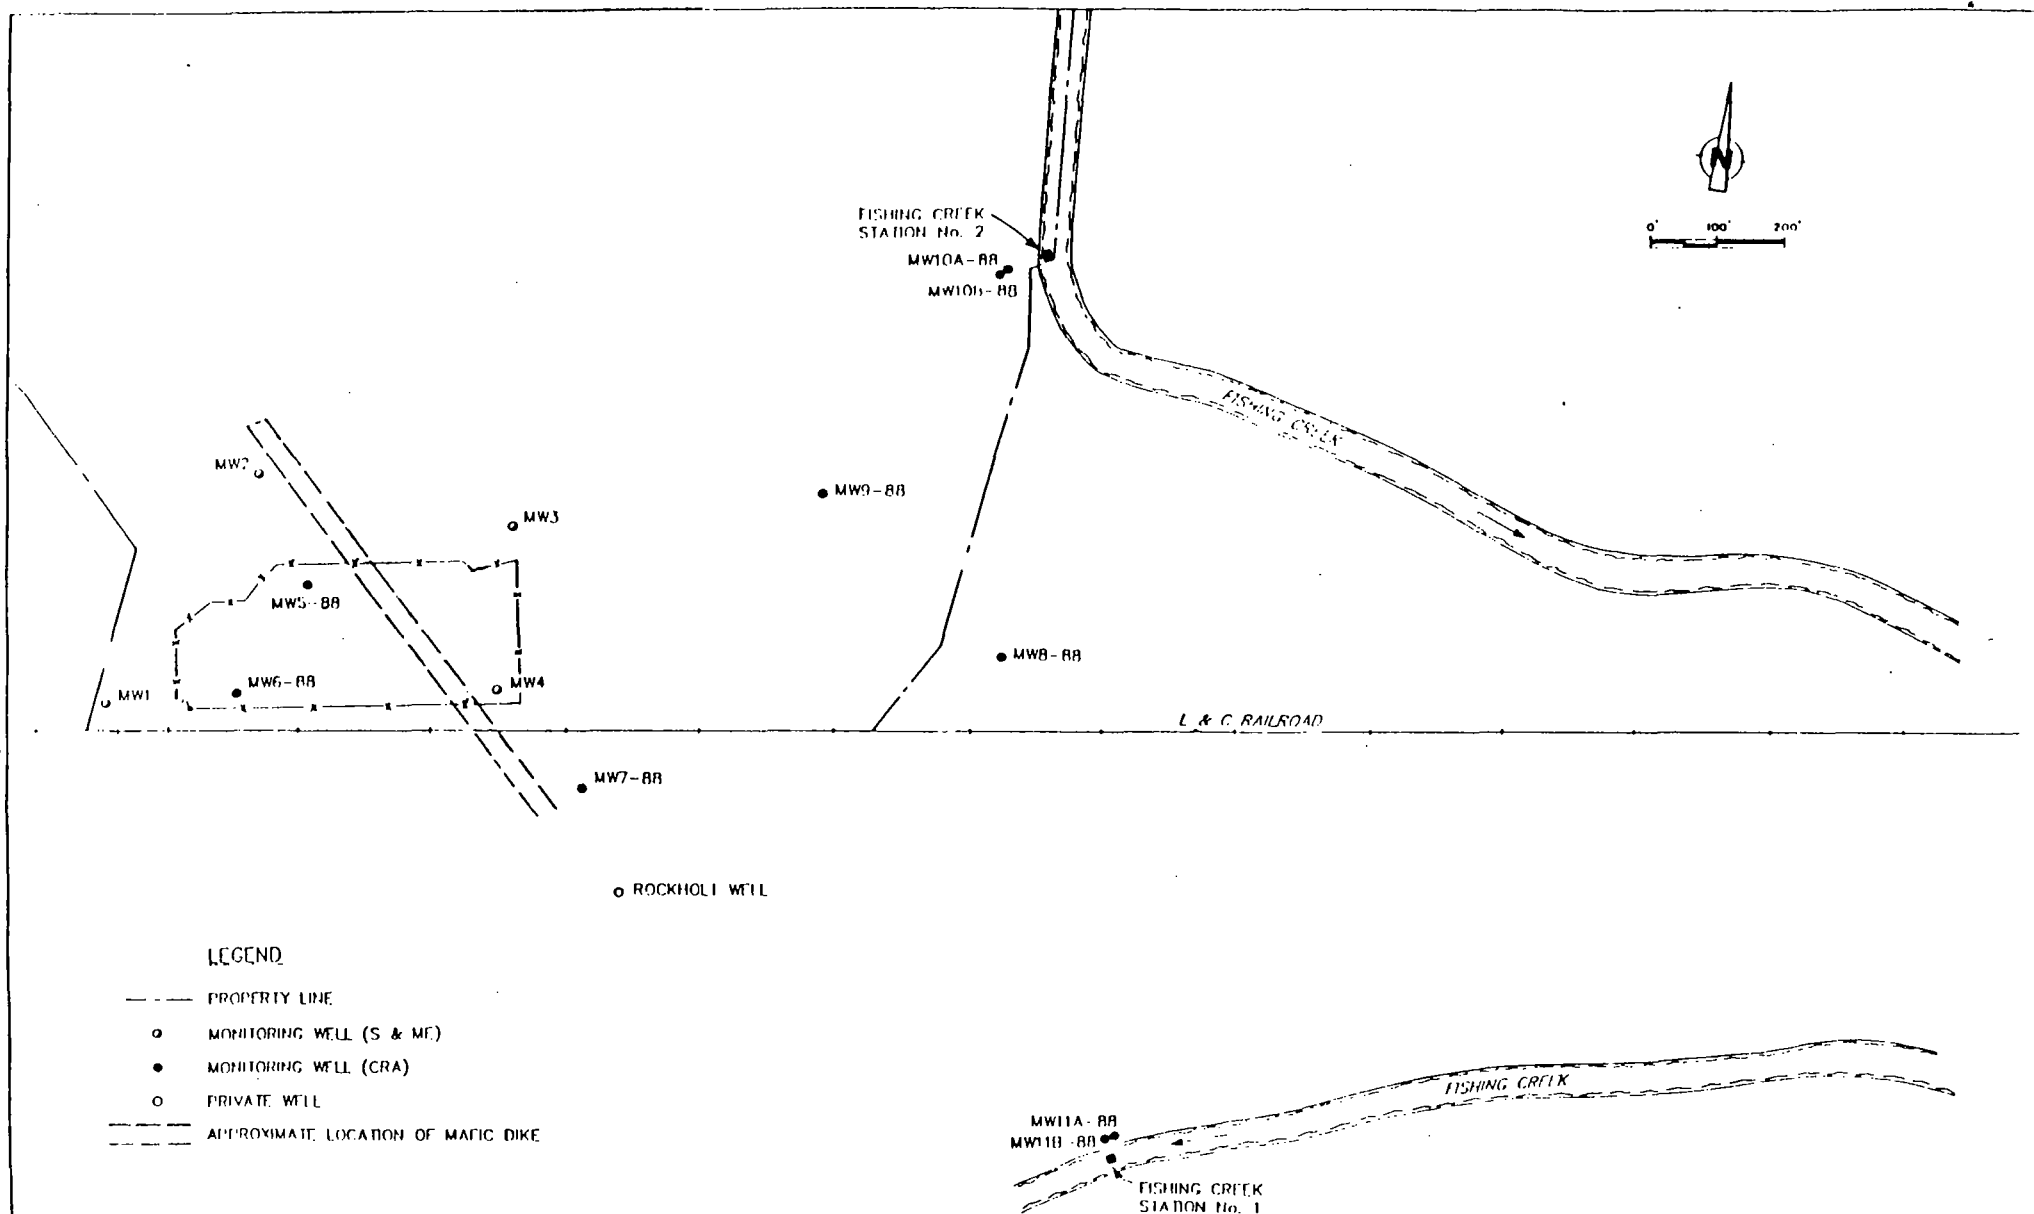 N
0' 100' 200'
FISHING CREEK
STATION No. 2
MW10A-88
MW10B-88
FISHING CREEK
MW2
MW9-88
MW3
MW5-88
MW8-88
MW6-88
MW4
MW1
L & C RAILROAD
MW7-88
ROCKHOLT WELL
LEGEND
PROPERTY LINE
MONITORING WELL (S & ME)
MONITORING WELL (CRA)
PRIVATE WELL
APPROXIMATE LOCATION OF MAFIC DIKE
FISHING CREEK
MW11A-88
MW11B-88
FISHING CREEK
STATION No. 1